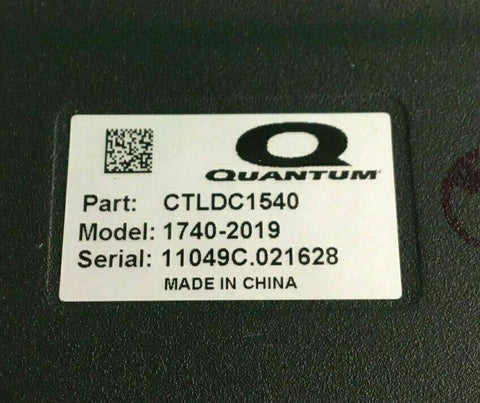 QUANTUM
Part: CTLDC1540
Model: 1740-2019
Serial: 11049C.021628
MADE IN CHINA